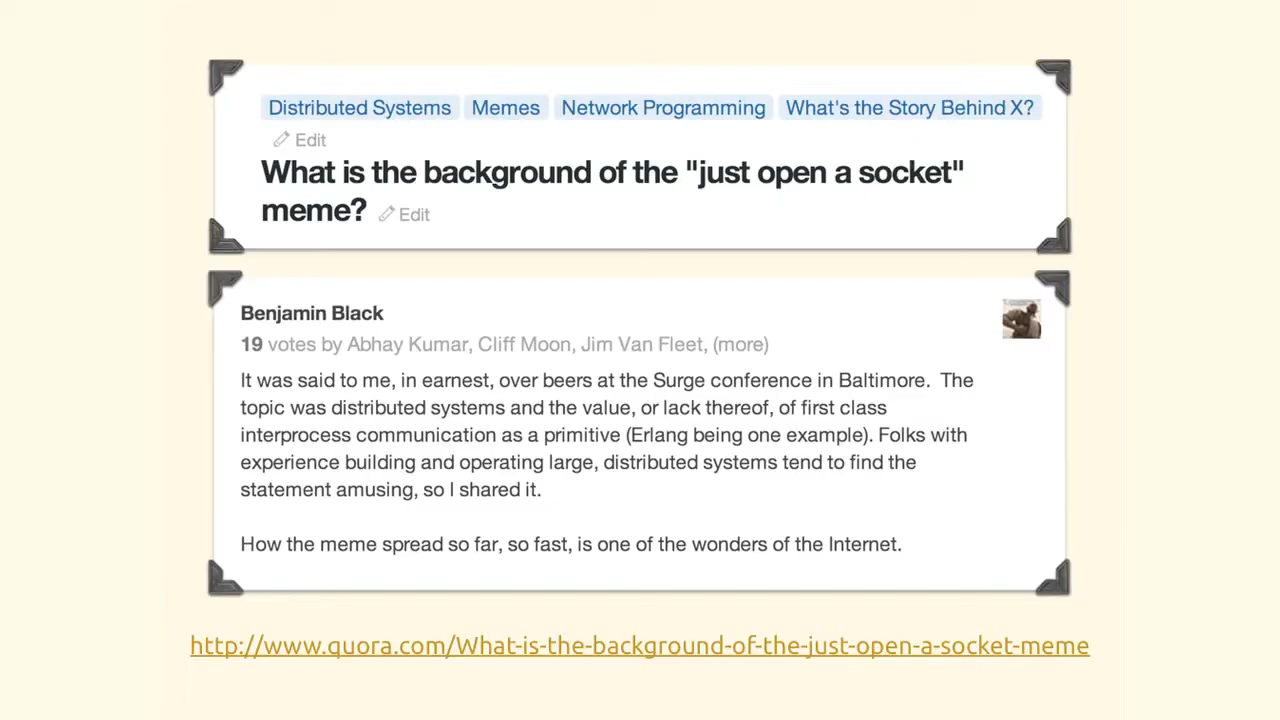 Distributed Systems Memes Network Programming What's the Story Behind X?
Edit
What is the background of the "just open a socket"
meme? Edit
Benjamin Black
19 votes by Abhay Kumar, Cliff Moon, Jim Van Fleet, (more)
It was said to me, in earnest, over beers at the Surge conference in Baltimore.  The
topic was distributed systems and the value, or lack thereof, of first class
interprocess communication as a primitive (Erlang being one example). Folks with
experience building and operating large, distributed systems tend to find the
statement amusing, so I shared it.
How the meme spread so far, so fast, is one of the wonders of the Internet.
http://www.quora.com/What-is-the-background-of-the-just-open-a-socket-meme